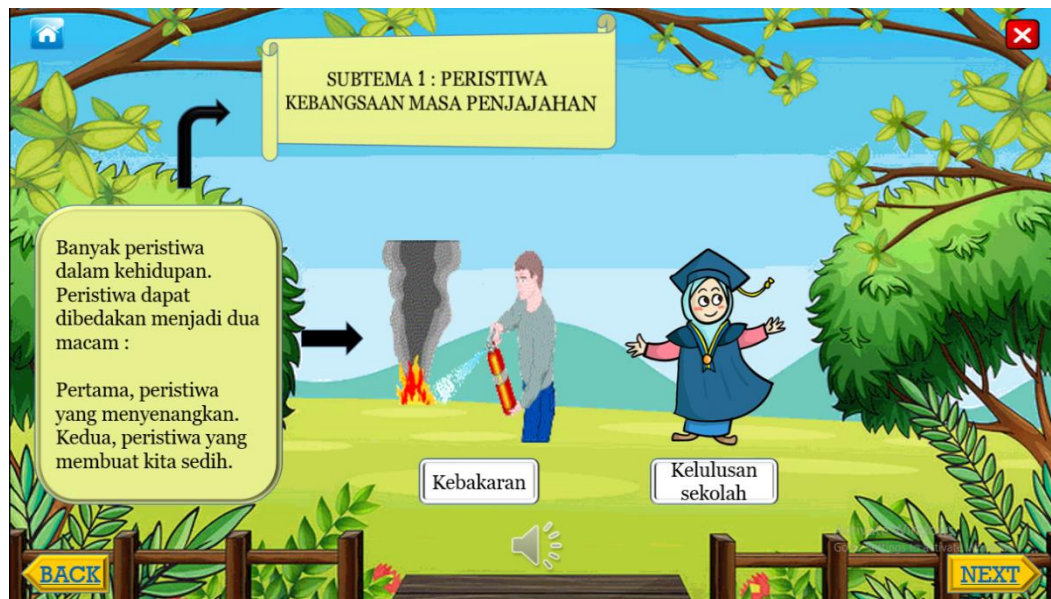 SUBTEMA 1 : PERISTIWA
KEBANGSAAN MASA PENJAJAHAN
Banyak peristiwa
dalam kehidupan.
Peristiwa dapat
dibedakan menjadi dua
macam :
Pertama, peristiwa
yang menyenangkan.
Kedua, peristiwa yang
membuat kita sedih.
Kebakaran
Kelulusan
sekolah
BACK
NEXT